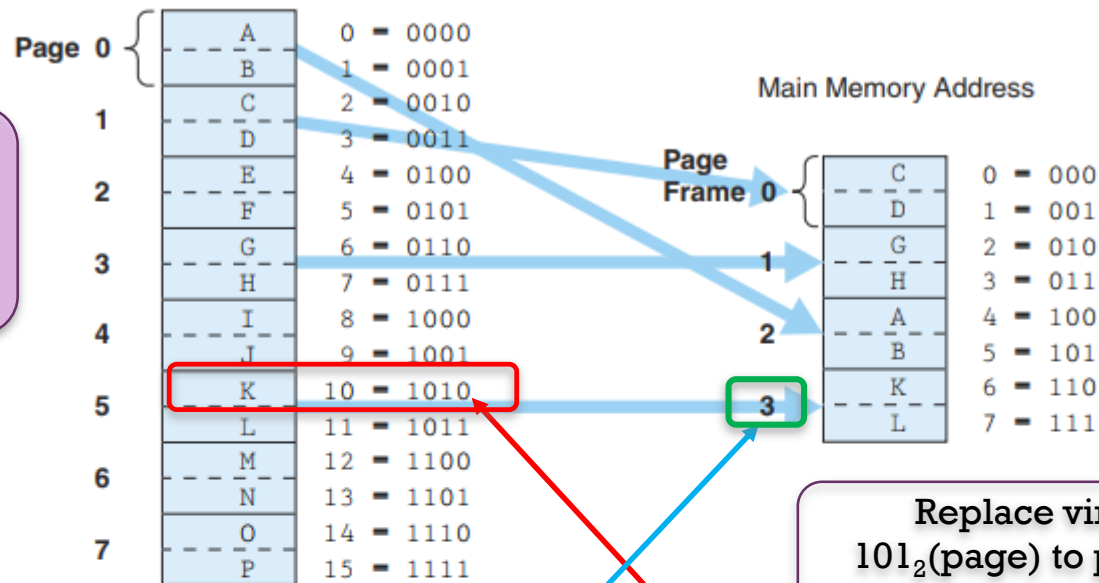 Page 0
A 0 = 0000
B 1 = 0001
1
C 2 = 0010
D 3 = 0011
2
E 4 = 0100
F 5 = 0101
3
G 6 = 0110
H 7 = 0111
4
I 8 = 1000
J 9 = 1001
5
K 10 = 1010
L 11 = 1011
6
M 12 = 1100
N 13 = 1101
7
O 14 = 1110
P 15 = 1111
Main Memory Address
Page
Frame 0
C 0 = 000
D 1 = 001
1
G 2 = 010
H 3 = 011
2
A 4 = 100
B 5 = 101
3
K 6 = 110
L 7 = 111
Replace vir
101₂(page) to p